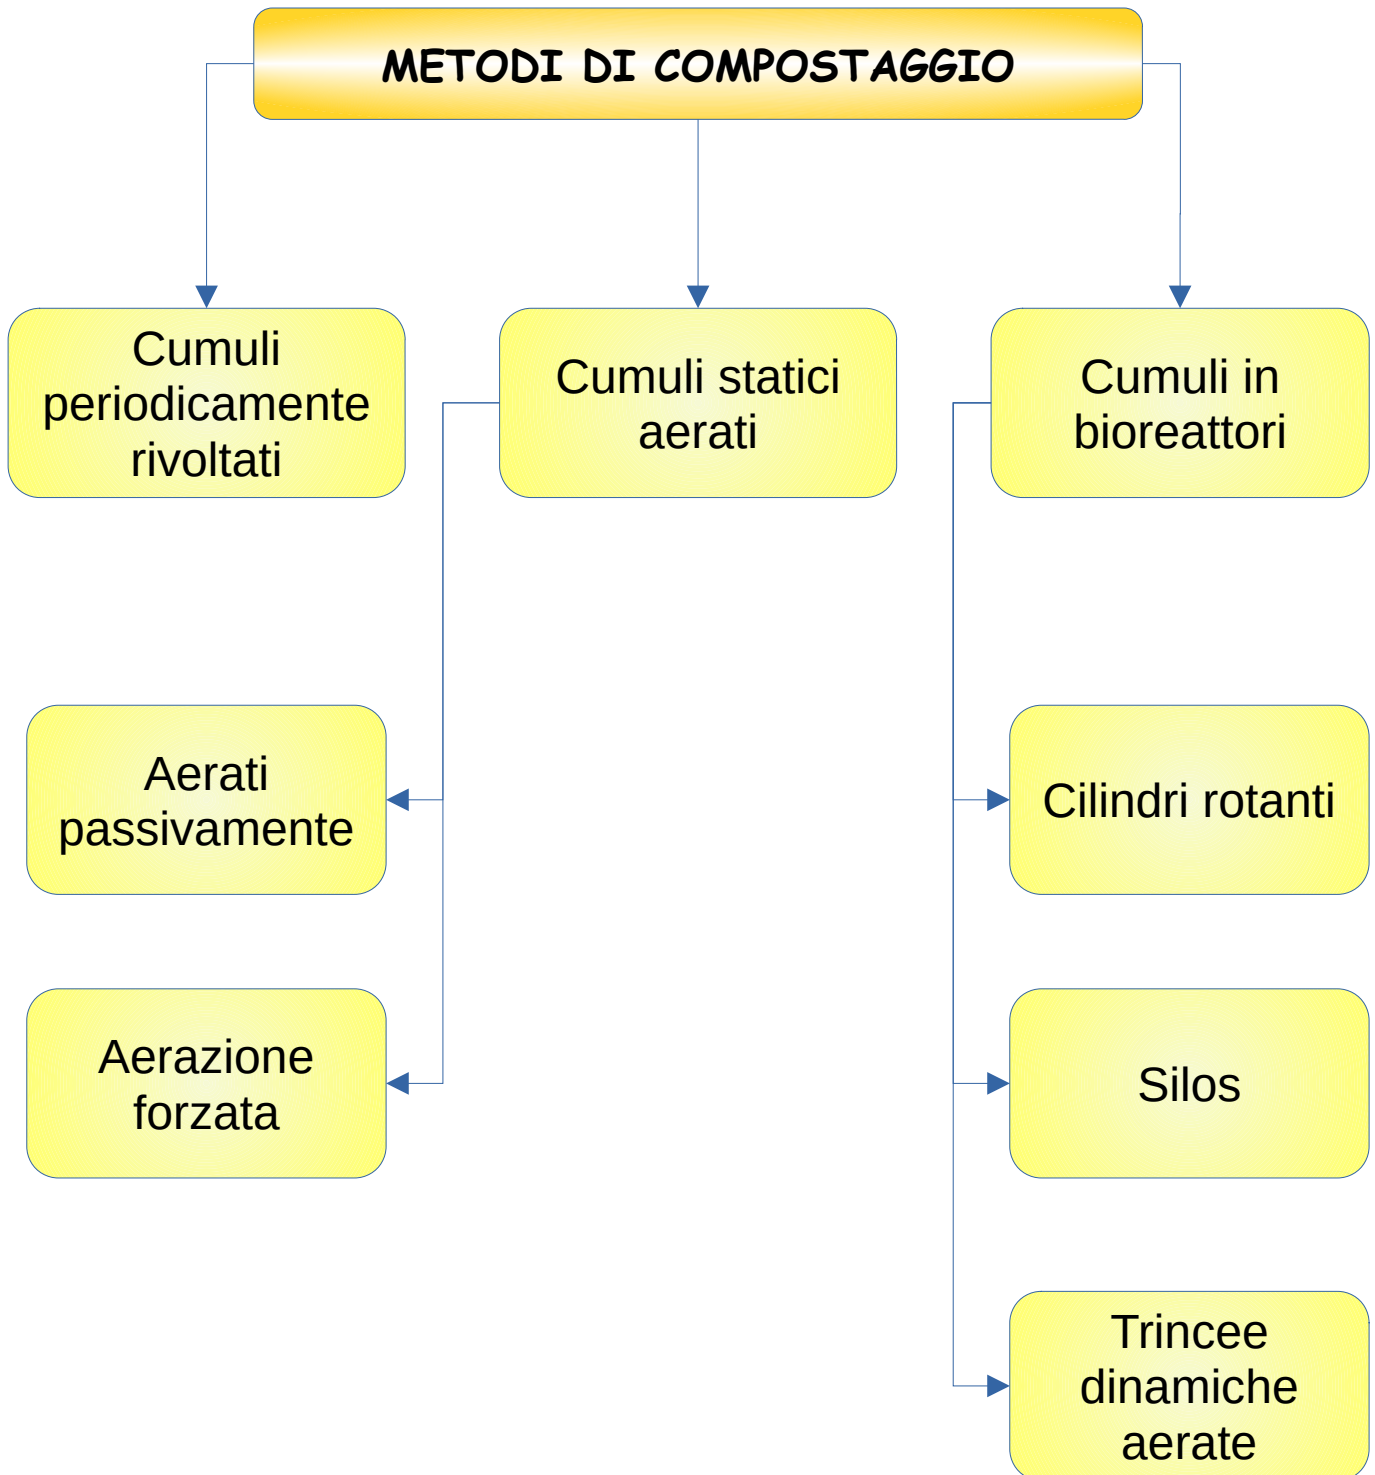 METODI DI COMPOSTAGGIO
Cumuli
periodicamente
rivoltati
Cumuli statici
aerati
Cumuli in
bioreattori
Aerati
passivamente
Cilindri rotanti
Aerazione
forzata
Silos
Trincee
dinamiche
aerate